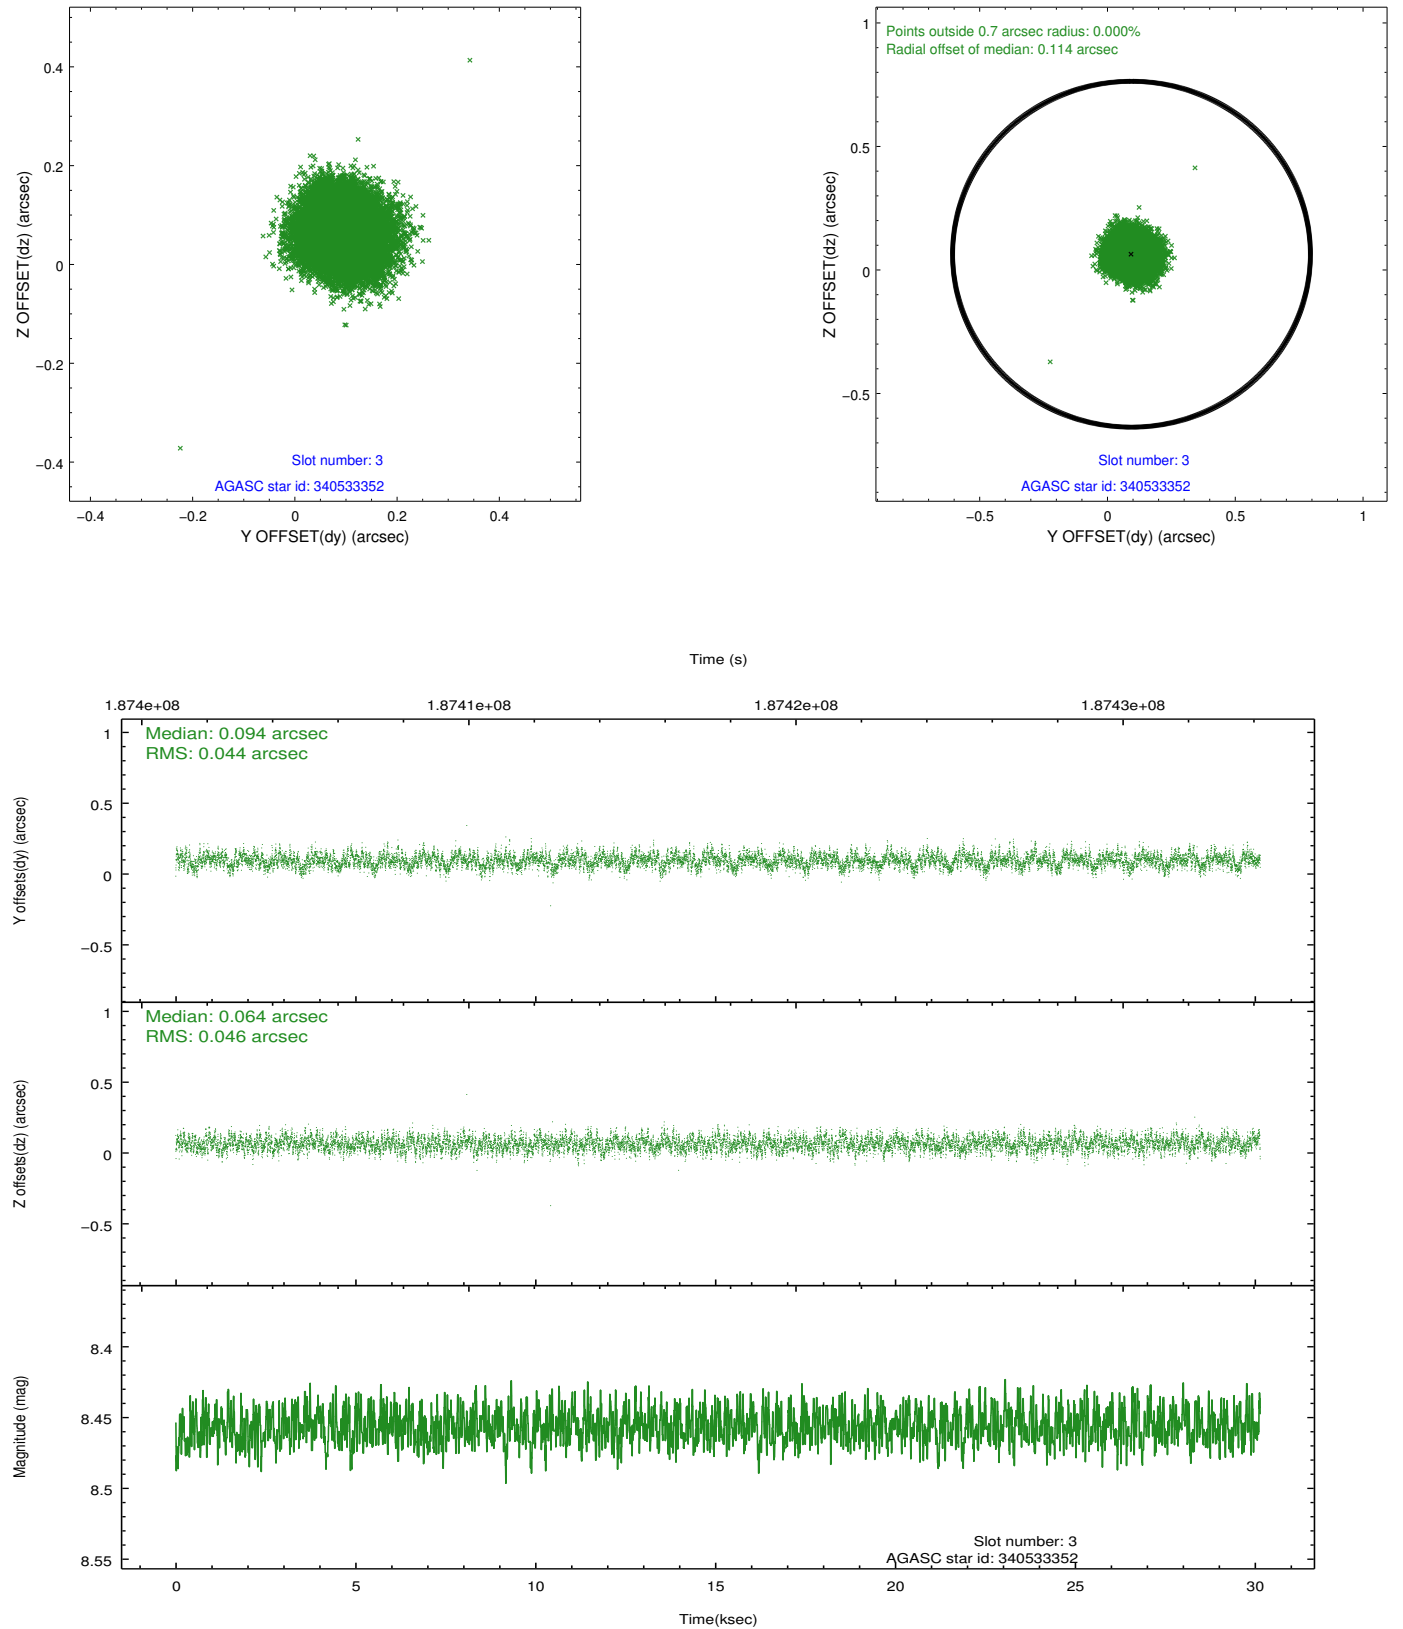 0.4
0.2
0
−0.2
−0.4
Z OFFSET(dz) (arcsec)
Slot number: 3
AGASC star id: 340533352
−0.4 −0.2 0 0.2 0.4
Y OFFSET(dy) (arcsec)
Points outside 0.7 arcsec radius: 0.000%
Radial offset of median: 0.114 arcsec
1
0.5
0
−0.5
Z OFFSET(dz) (arcsec)
Slot number: 3
AGASC star id: 340533352
−0.5 0 0.5 1
Y OFFSET(dy) (arcsec)
Time (s)
1.874e+08 1.8741e+08 1.8742e+08 1.8743e+08
Median: 0.094 arcsec
RMS: 0.044 arcsec
1
0.5
0
−0.5
Y offsets(dy) (arcsec)
Median: 0.064 arcsec
RMS: 0.046 arcsec
1
0.5
0
−0.5
Z offsets(dz) (arcsec)
8.4
8.45
8.5
8.55
Magnitude (mag)
Slot number: 3
AGASC star id: 340533352
0 5 10 15 20 25 30
Time(ksec)